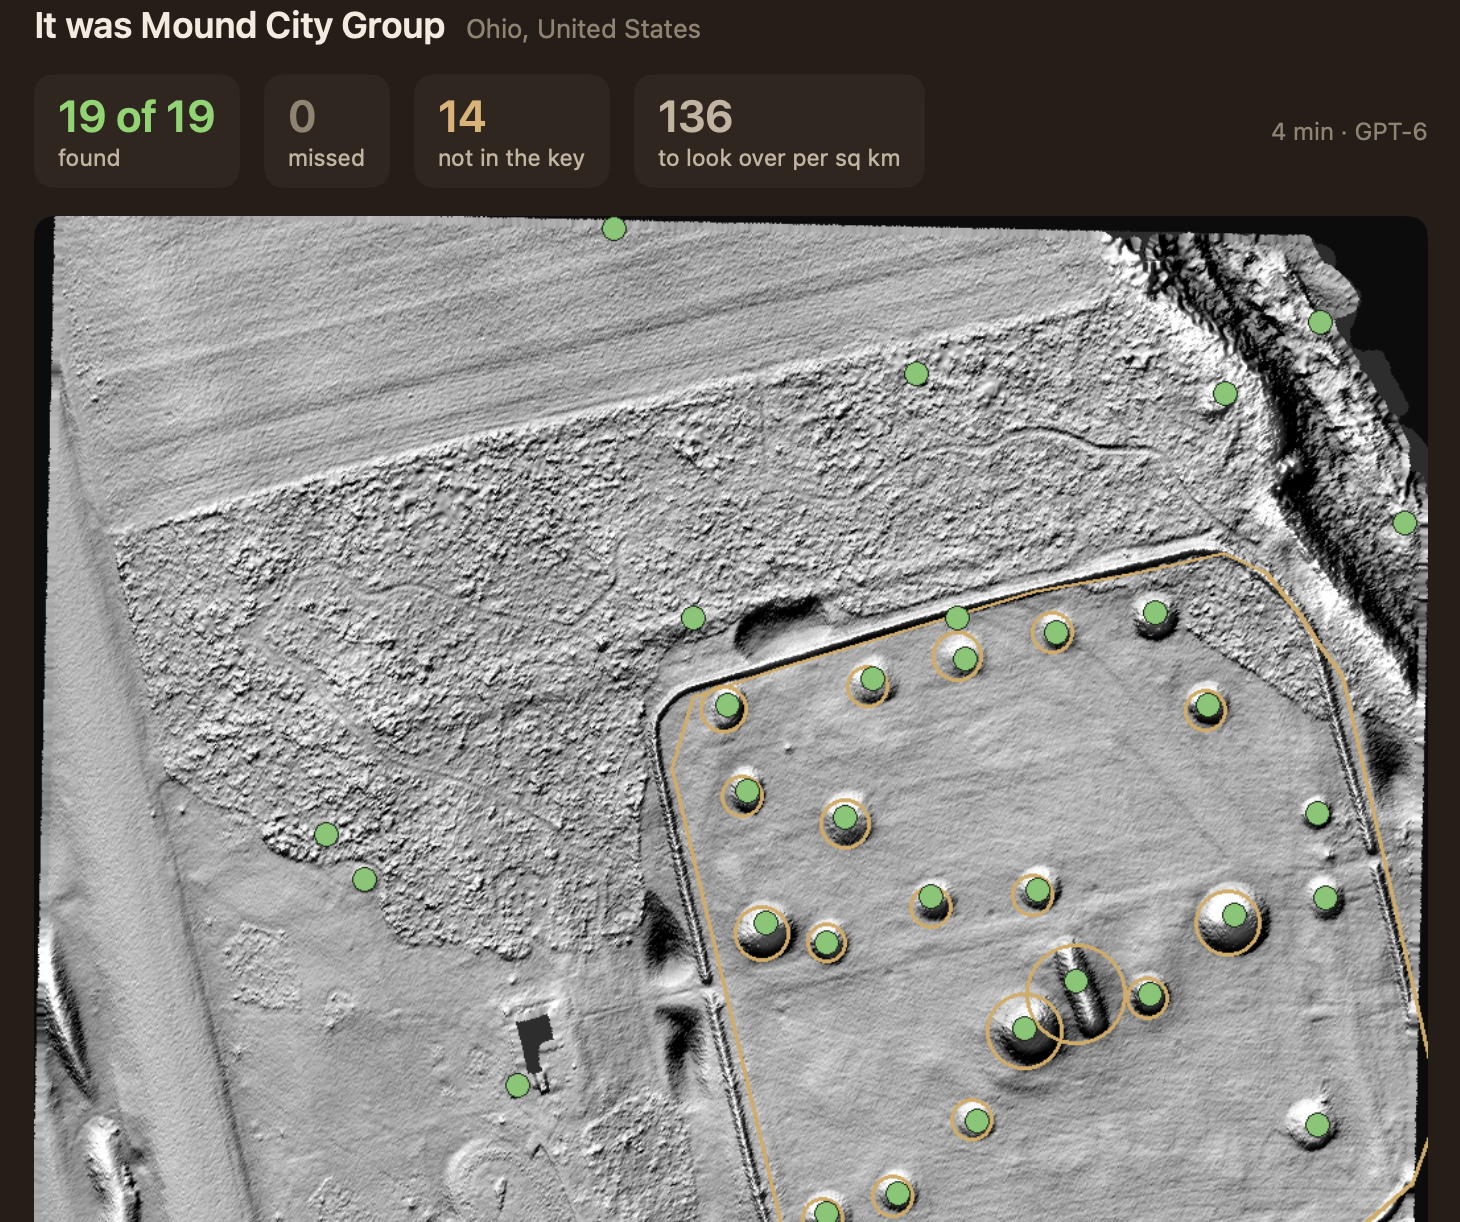 It was Mound City Group Ohio, United States
19 of 19
found
0
missed
14
not in the key
136
to look over per sq km
4 min · GPT-6